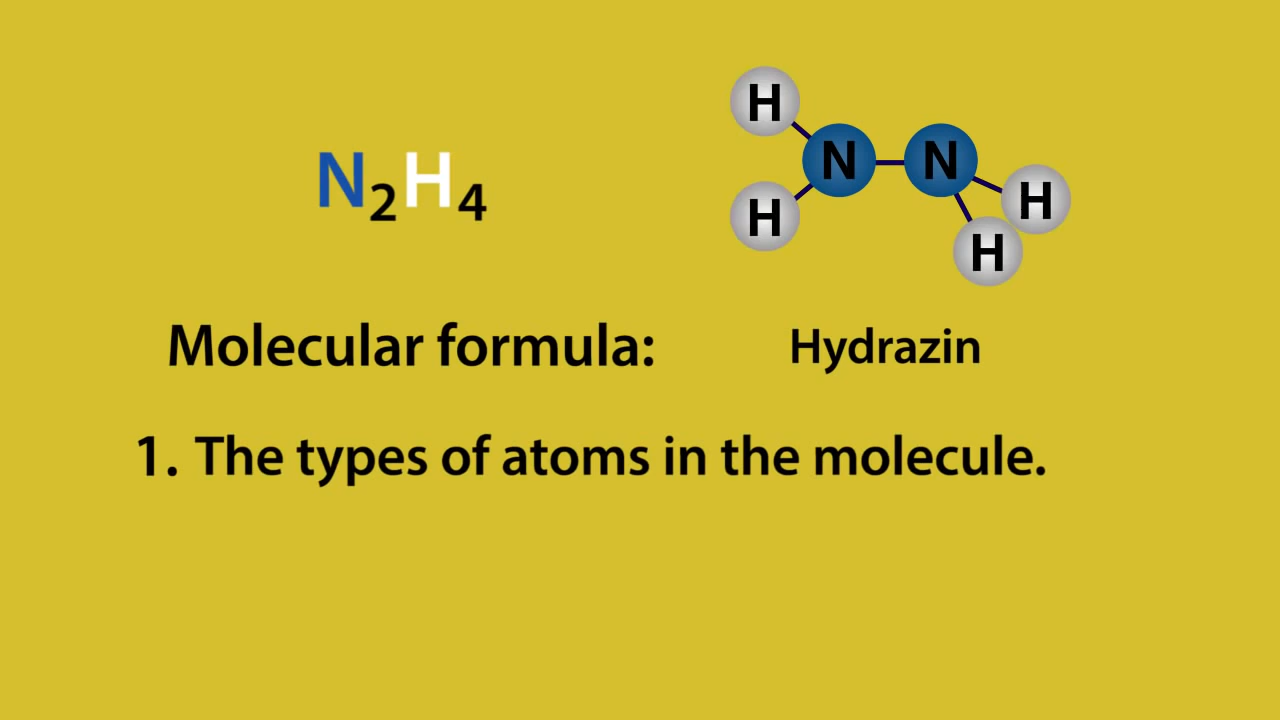 N₂H₄
H
N N
H
H
H
Molecular formula:
Hydrazin
1. The types of atoms in the molecule.